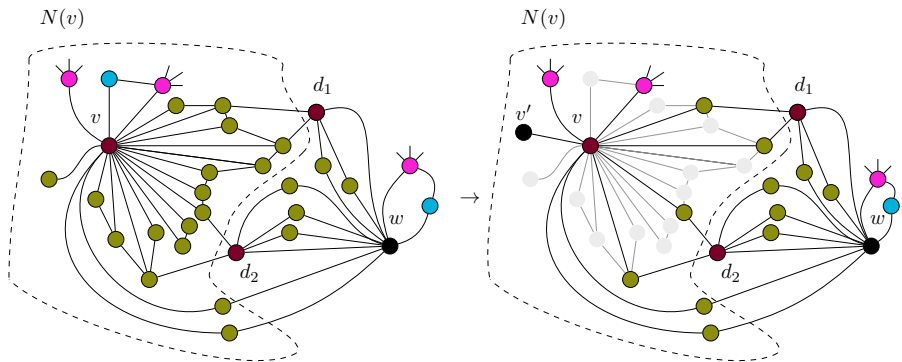 N(v)
v
d₁
w
d₂
→
N(v)
v′
v
d₁
w
d₂